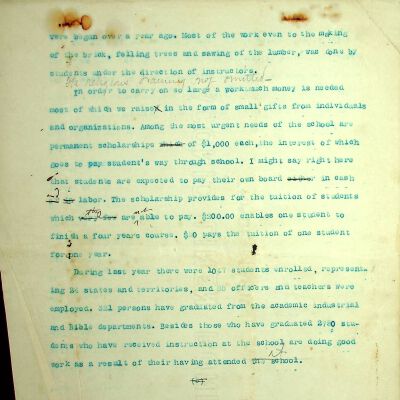 were began over a year ago. Most of the work even to the making
of the brick, felling trees and sawing of the lumber, was done by
students under the direction of instructors.
religious training not omitted
In order to carry on so large a work much money is needed
most of which we raise in the form of small gifts from individuals
and organizations. Among the most urgent needs of the school are
permanent scholarships of $1,000 each, the interest of which
goes to pay student's way through school. I might say right here
that students are expected to pay their own board in cash
labor. The scholarship provides for the tuition of students
which they are not able to pay. $200.00 enables one student to
finish a four years course. $50 pays the tuition of one student
for one year.
During last year there were students enrolled, represent-
ing 24 states and territories, and 88 officers and teachers were
employed. 321 persons have graduated from the academic industrial
and Bible departments. Besides those who have graduated stu-
dents who have received instruction at the school are doing good
work as a result of their having attended the school.